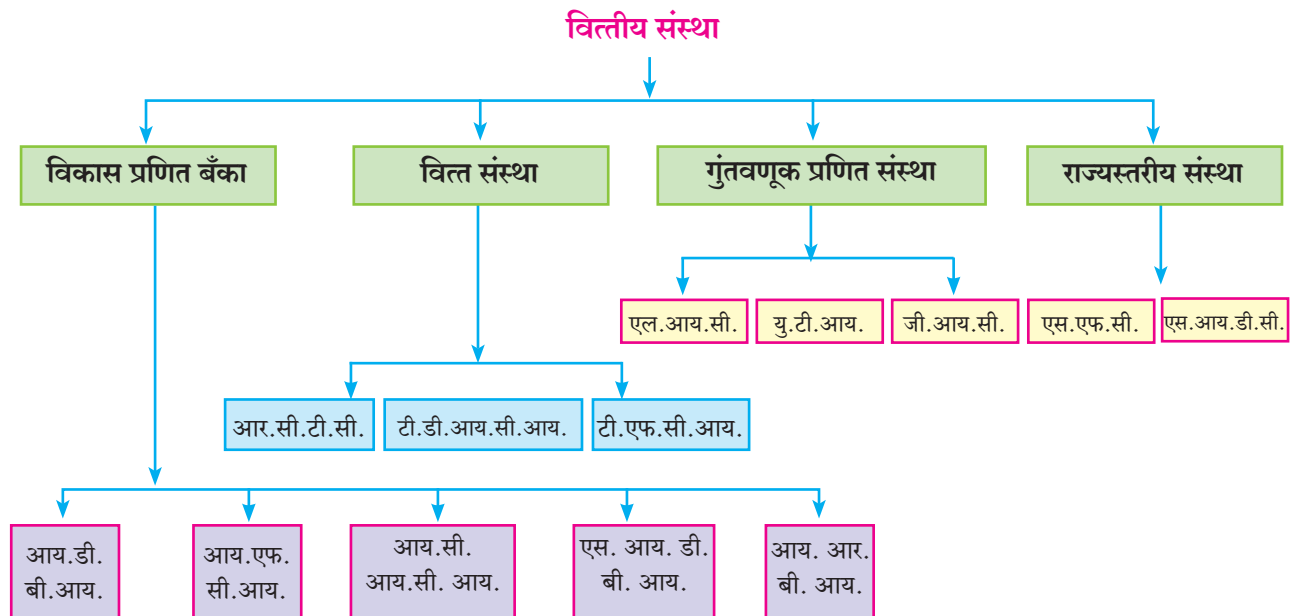 वित्तीय संस्था
विकास प्रणित बँका
वित्त संस्था
गुंतवणूक प्रणित संस्था
राज्यस्तरीय संस्था
एल.आय.सी.
यु.टी.आय.
जी.आय.सी.
एस.एफ.सी.
एस.आय.डी.सी.
आर.सी.टी.सी.
टी.डी.आय.सी.आय.
टी.एफ.सी.आय.
आय.डी.
बी.आय.
आय.एफ.
सी.आय.
आय.सी.
आय.सी. आय.
एस. आय. डी.
बी. आय.
आय. आर.
बी. आय.